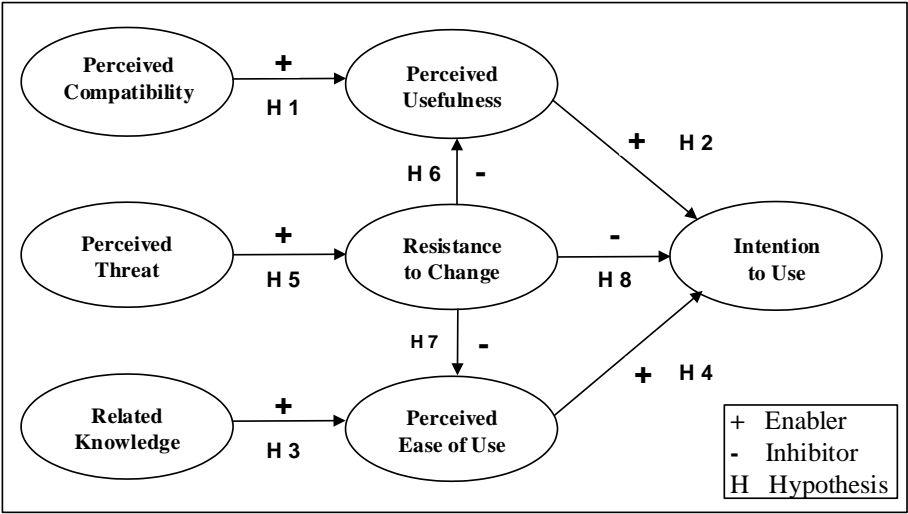 Perceived
Compatibility
+
H 1
Perceived
Usefulness
+ H 2
H 6 -
Perceived
Threat
+
H 5
Resistance
to Change
-
H 8
Intention
to Use
H 7 -
Related
Knowledge
+
H 3
Perceived
Ease of Use
+ H 4
+ Enabler
- Inhibitor
H Hypothesis